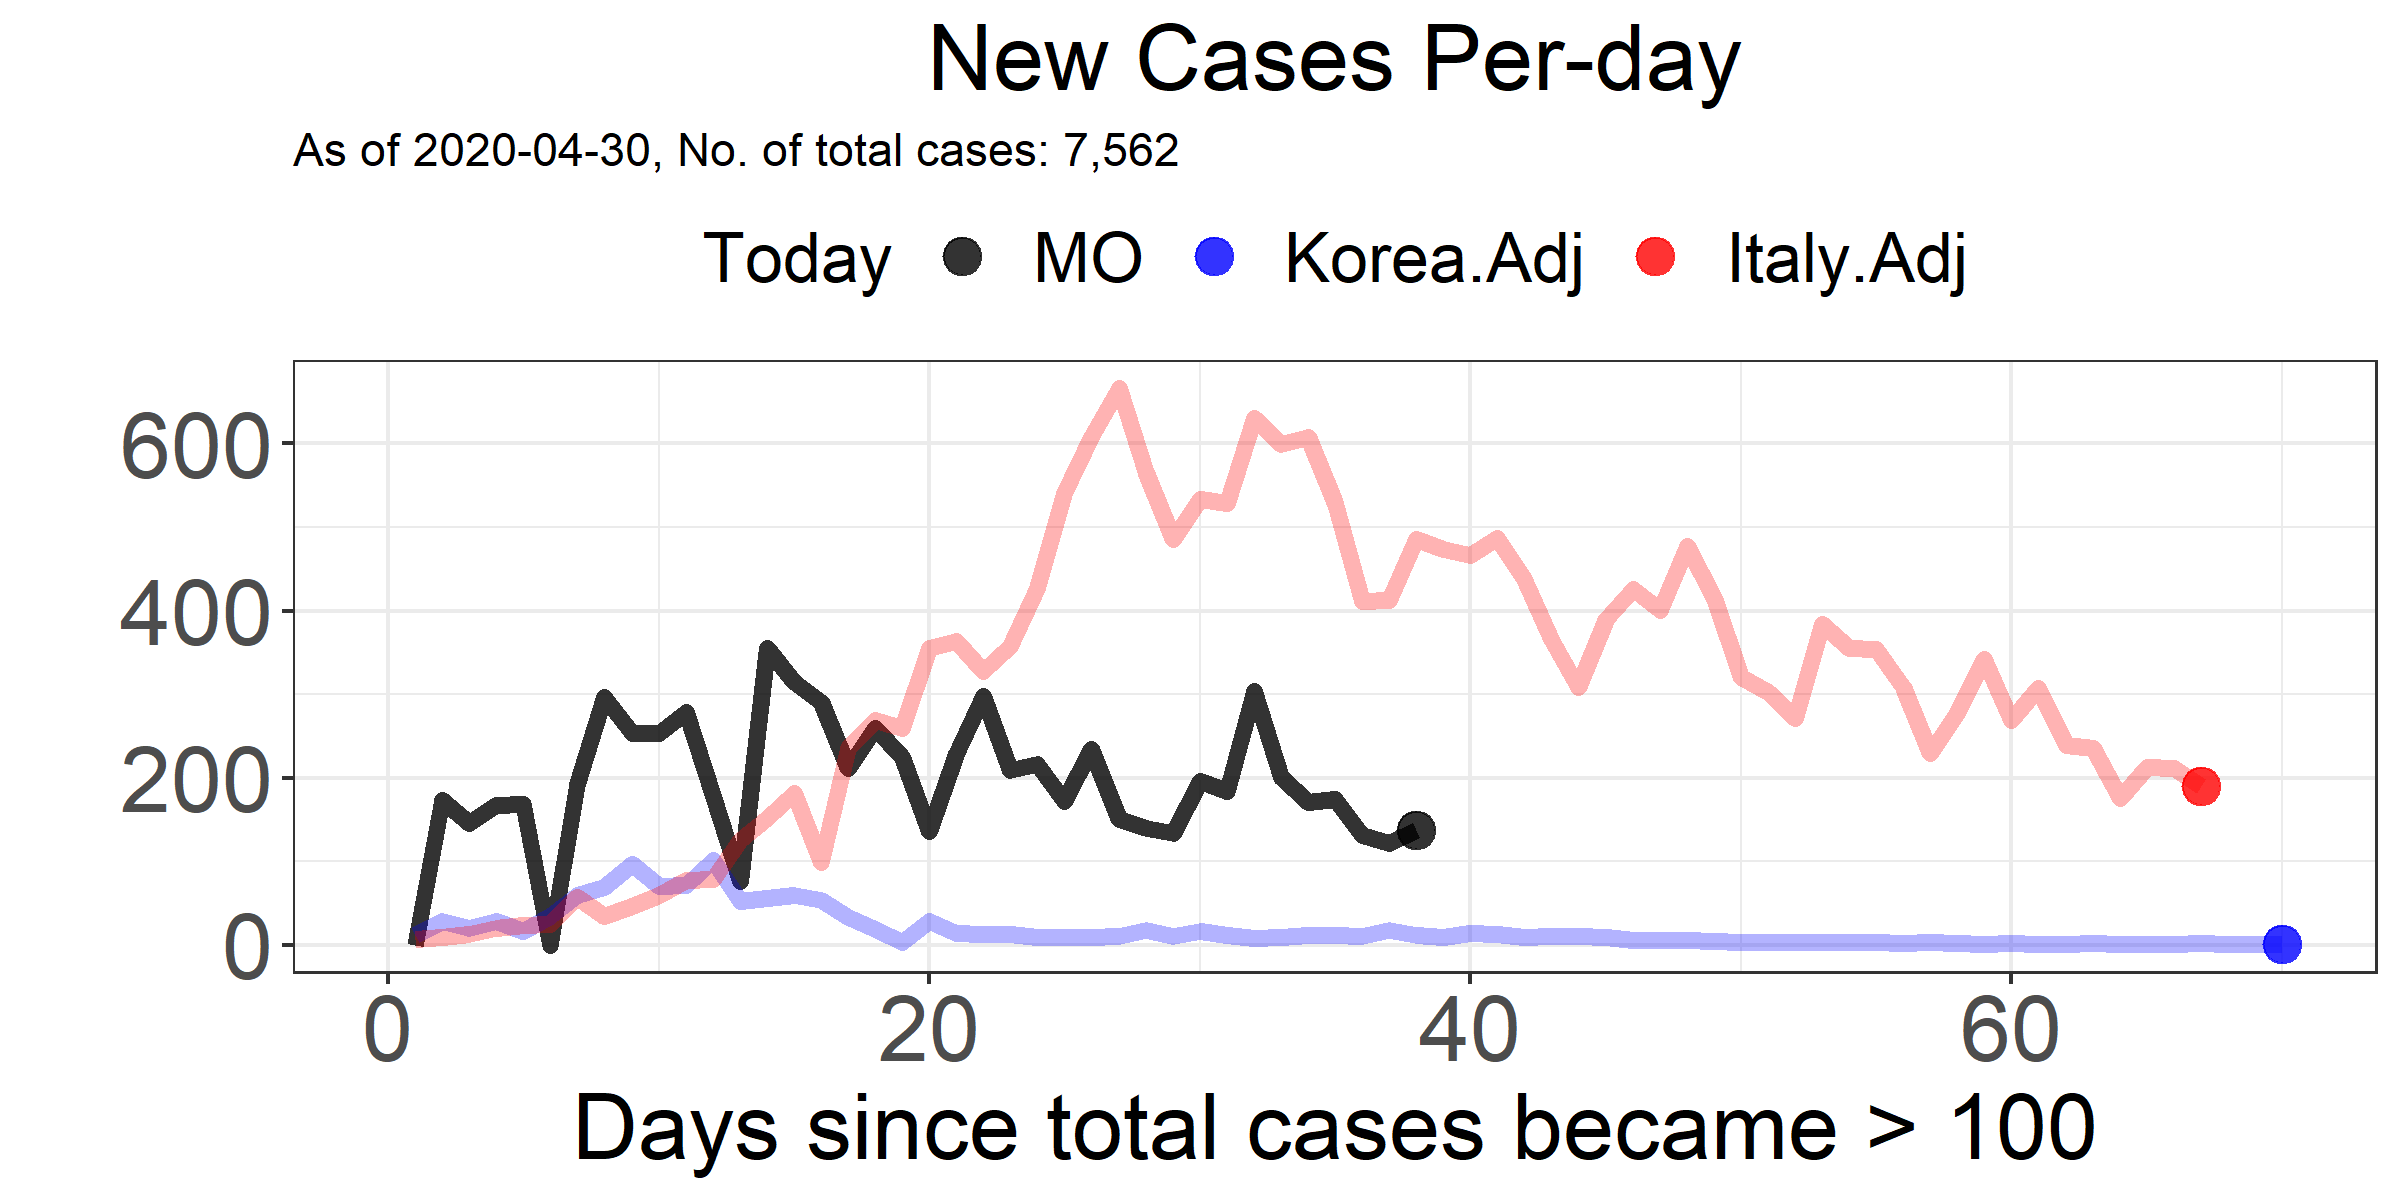 New Cases Per-day
As of 2020-04-30, No. of total cases: 7,562
Today MO Korea.Adj Italy.Adj
600
400
200
0
0 20 40 60
Days since total cases became > 100